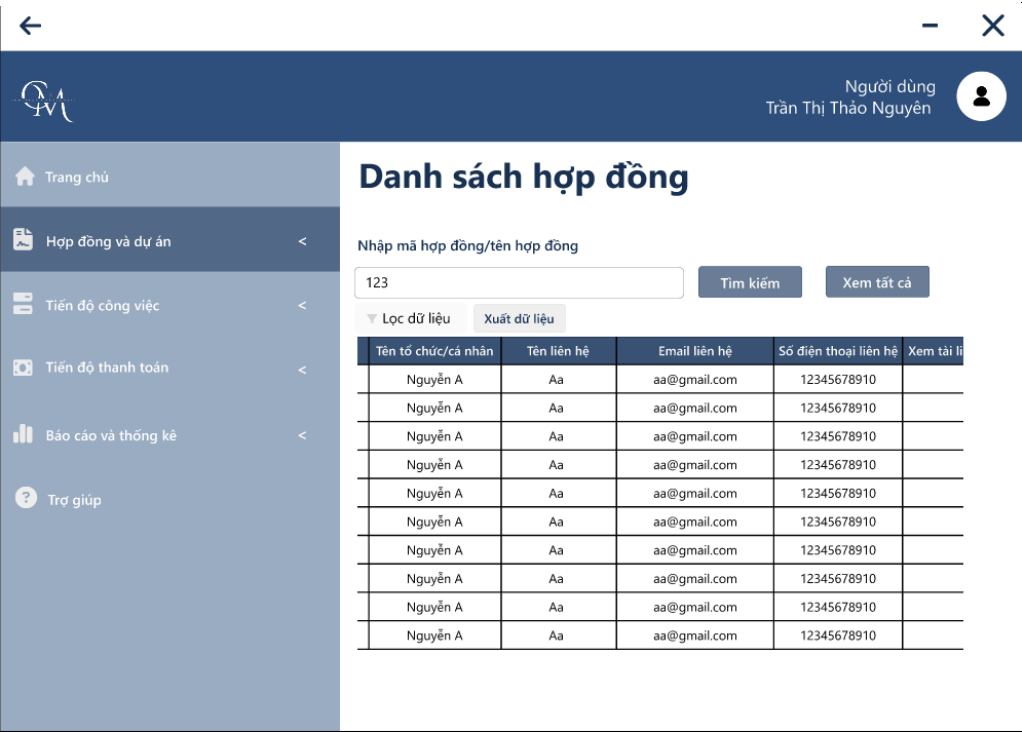 CM
Người dùng
Trần Thị Thảo Nguyên
Trang chủ
Hợp đồng và dự án <
Tiến độ công việc <
Tiến độ thanh toán <
Báo cáo và thống kê <
? Trợ giúp
Danh sách hợp đồng
Nhập mã hợp đồng/tên hợp đồng
123 Tìm kiếm Xem tất cả
Lọc dữ liệu Xuất dữ liệu
Tên tổ chức/cá nhân Tên liên hệ Email liên hệ Số điện thoại liên hệ Xem tài li
Nguyễn A Aa aa@gmail.com 12345678910
Nguyễn A Aa aa@gmail.com 12345678910
Nguyễn A Aa aa@gmail.com 12345678910
Nguyễn A Aa aa@gmail.com 12345678910
Nguyễn A Aa aa@gmail.com 12345678910
Nguyễn A Aa aa@gmail.com 12345678910
Nguyễn A Aa aa@gmail.com 12345678910
Nguyễn A Aa aa@gmail.com 12345678910
Nguyễn A Aa aa@gmail.com 12345678910
Nguyễn A Aa aa@gmail.com 12345678910